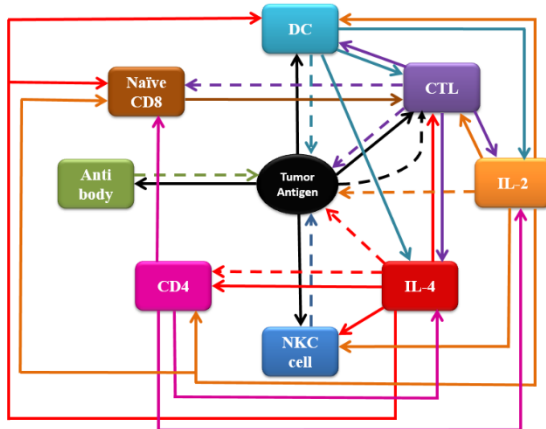 DC
Naïve
CD8
CTL
Anti
body
Tumor
Antigen
IL-2
CD4
IL-4
NKC
cell